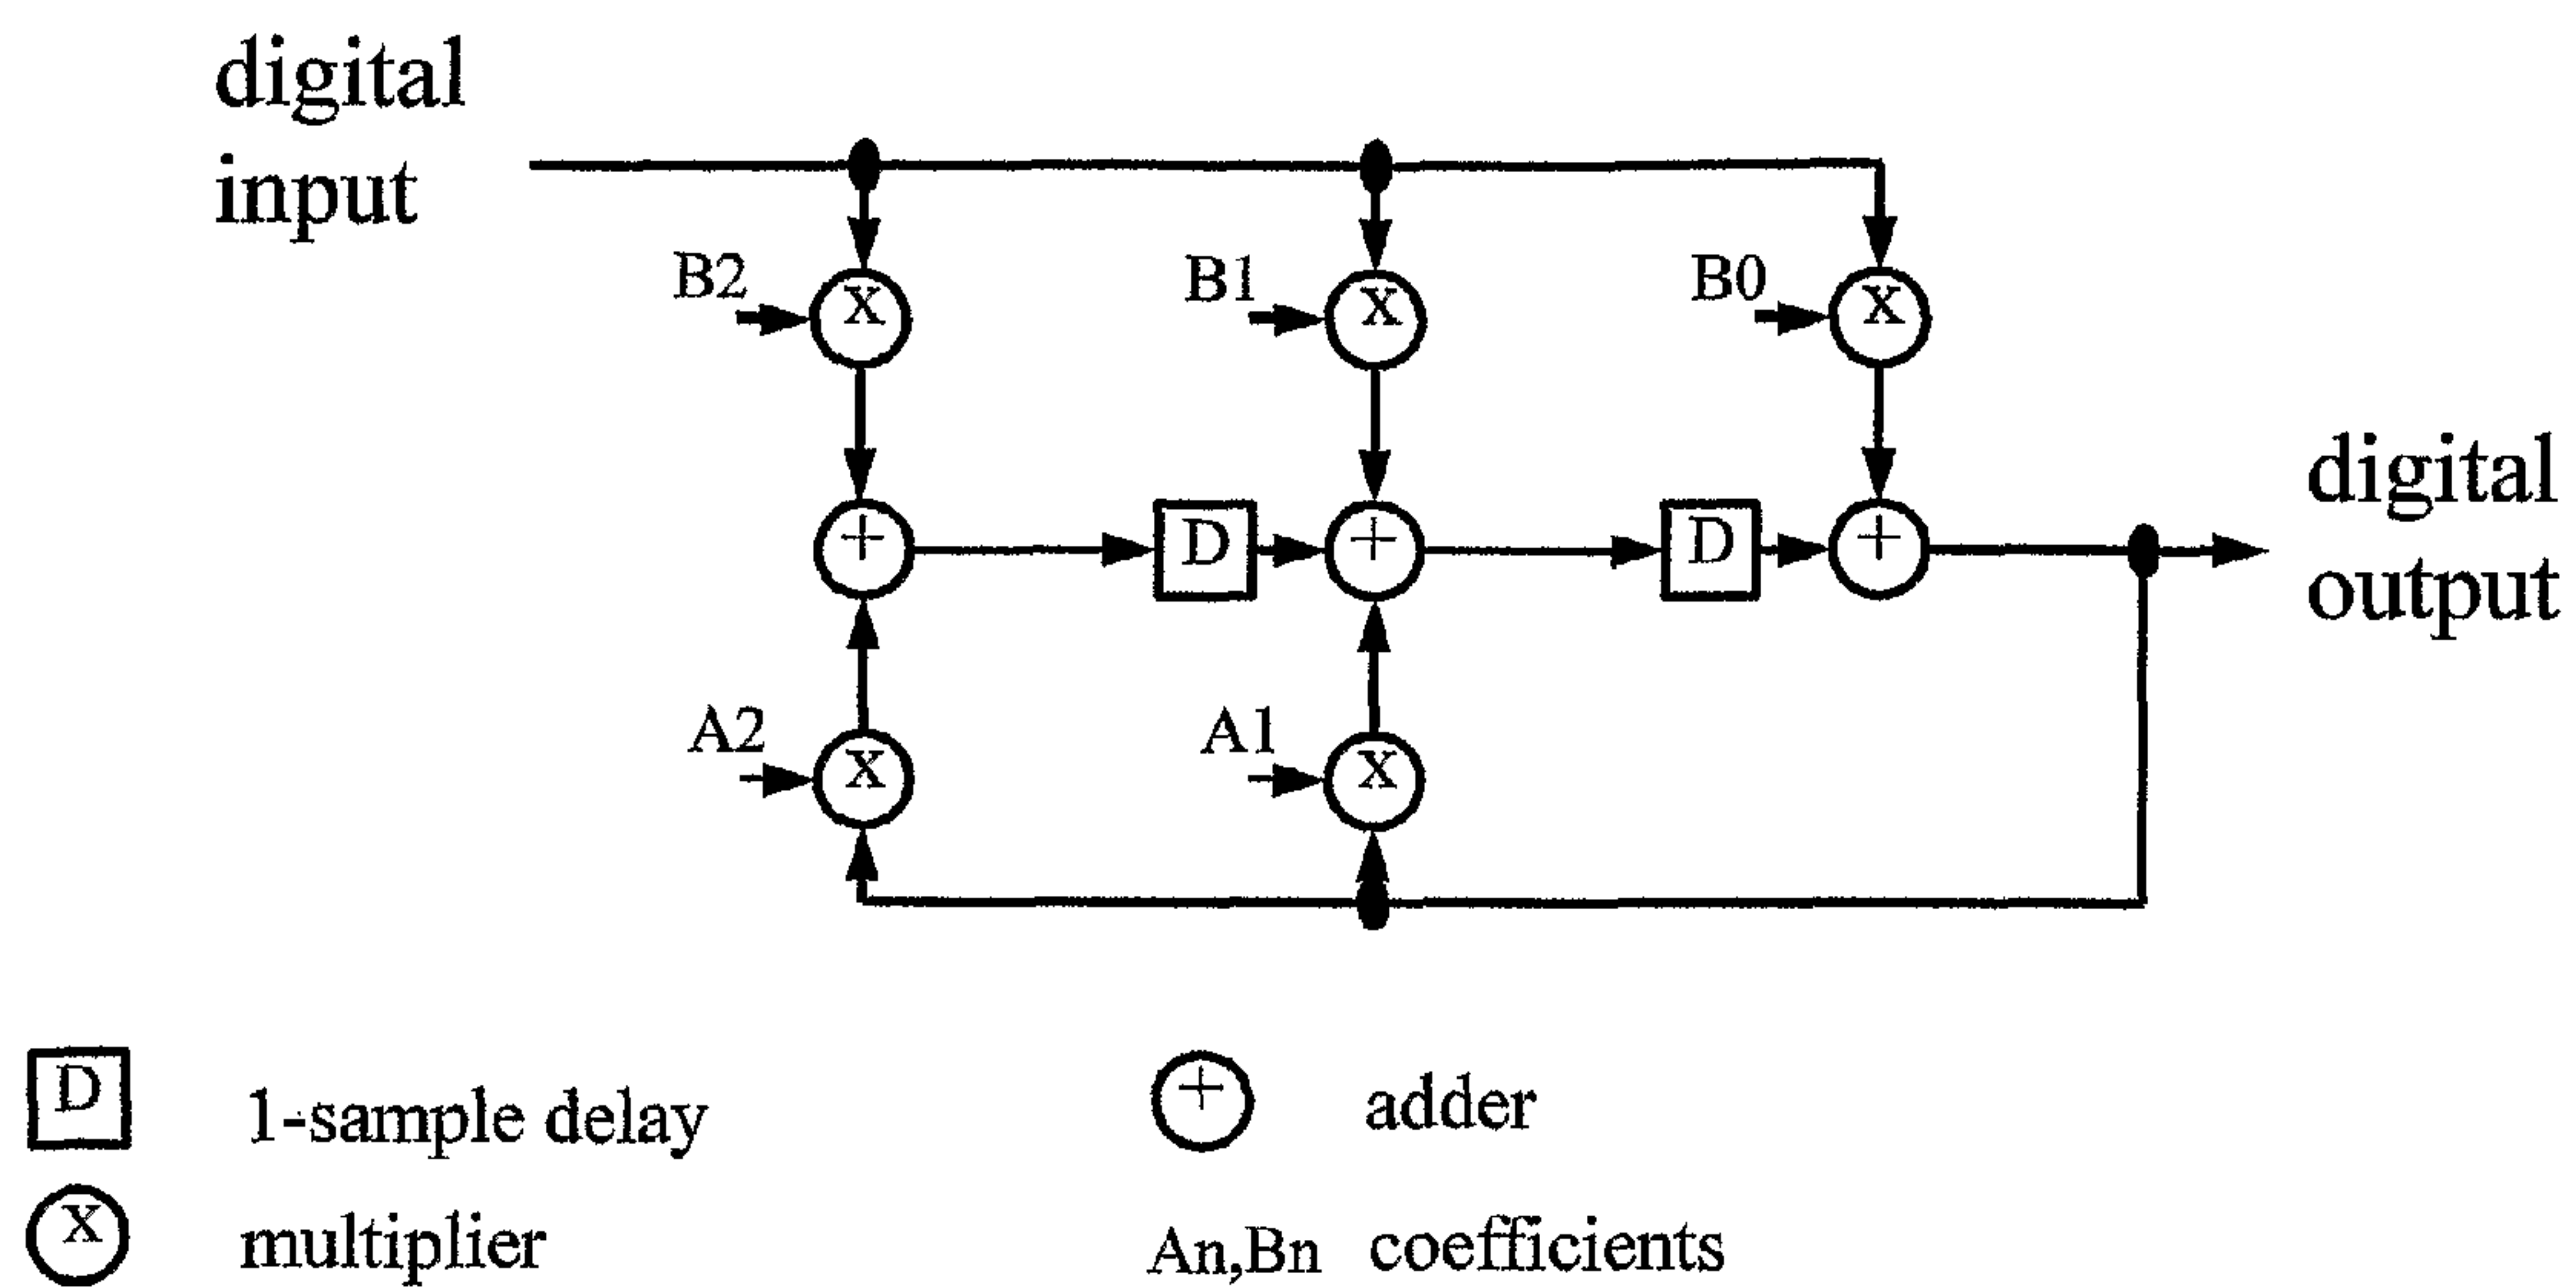 digital
input
B2
B1
B0
X
X
X
digital
output
+
D
+
D
+
A2
A1
X
X
D 1-sample delay
+ adder
X multiplier
An,Bn coefficients